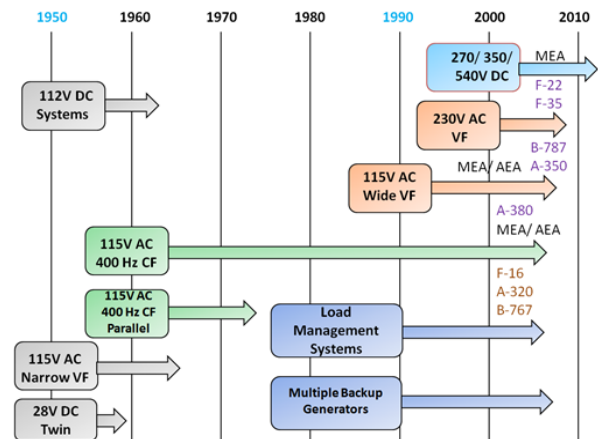 1950 1960 1970 1980 1990 2000 2010
270/ 350/
540V DC
MEA
F-22
F-35
112V DC
Systems
230V AC
VF
B-787
MEA/ AEA A-350
115V AC
Wide VF
A-380
MEA/ AEA
115V AC
400 Hz CF
F-16
A-320
B-767
115V AC
400 Hz CF
Parallel
Load
Management
Systems
115V AC
Narrow VF
Multiple Backup
Generators
28V DC
Twin